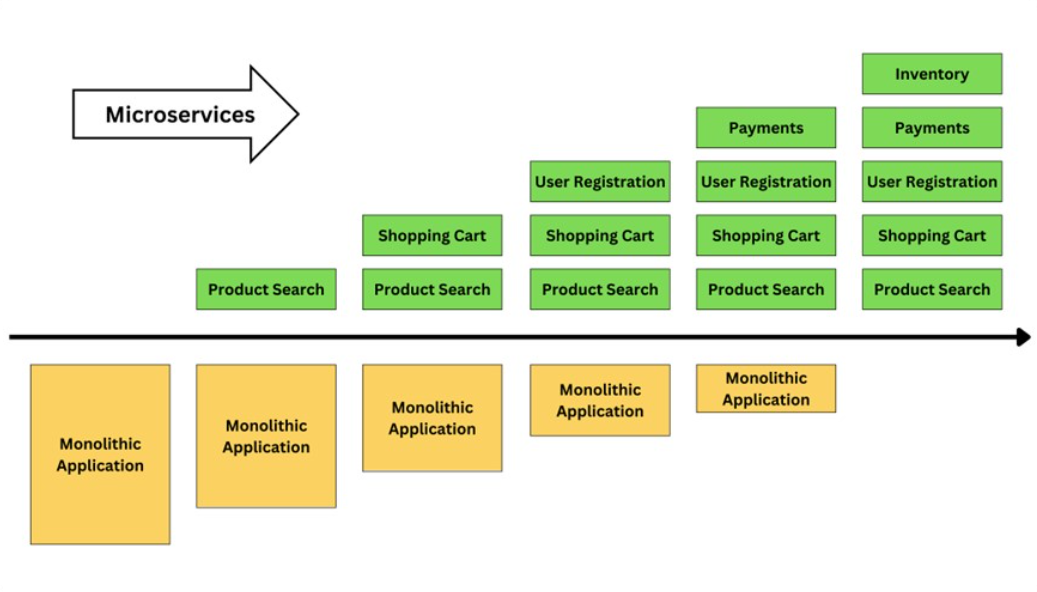 Microservices
Inventory
Payments
Payments
User Registration
User Registration
User Registration
Shopping Cart
Shopping Cart
Shopping Cart
Shopping Cart
Product Search
Product Search
Product Search
Product Search
Product Search
Monolithic
Application
Monolithic
Application
Monolithic
Application
Monolithic
Application
Monolithic
Application